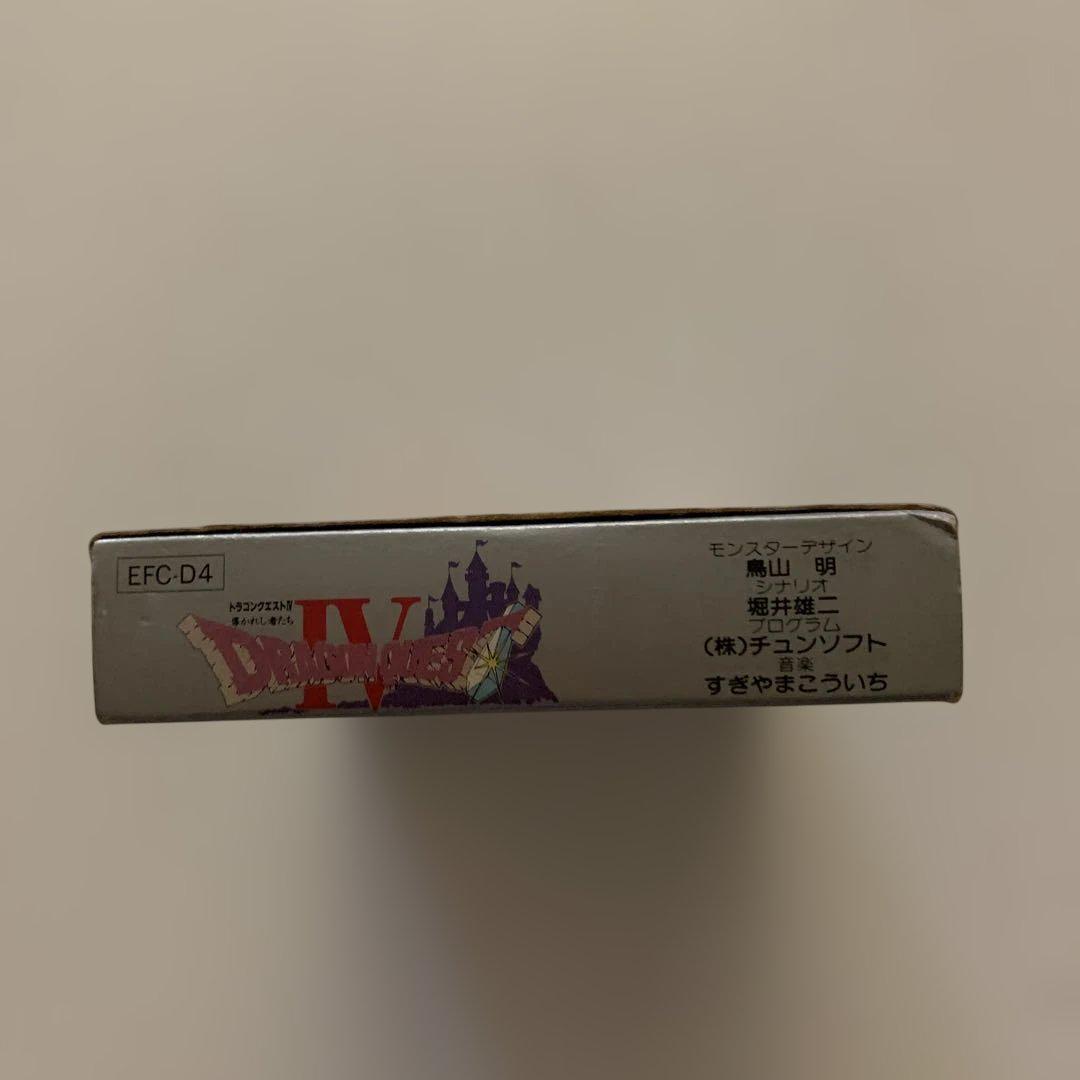 EFC-D4
ドラゴンクエストIV
導かれし者たち
IV
DRAGON QUEST
モンスターデザイン
鳥山 明
シナリオ
堀井雄二
プログラム
(株)チュンソフト
音楽
すぎやまこういち